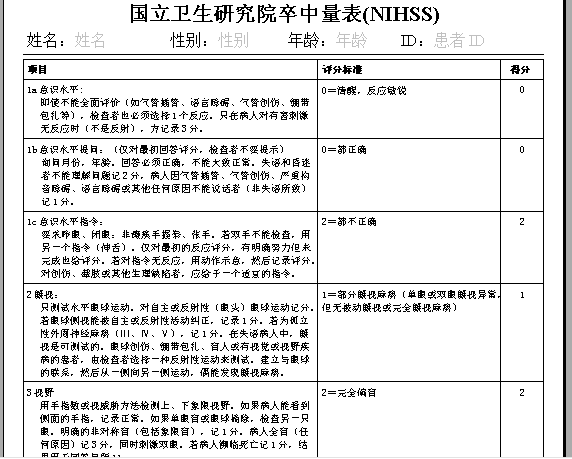 国立卫生研究院卒中量表(NIHSS)
姓名：姓名 性别：性别 年龄：年龄 ID：患者ID
项目 评分标准 得分
1a意识水平： 0＝清醒，反应敏锐 0
即使不能全面评价（如气管插管、语言障碍、气管创伤、绷带
包扎等），检查者也必须选择1个反应。只在病人对有害刺激
无反应时（不是反射），方记录3分。
1b意识水平提问：（仅对最初回答评分，检查者不要提示） 0＝都正确 0
询问月份，年龄。回答必须正确，不能大致正常。失语和昏迷
者不能理解问题记2分，病人因气管插管、气管创伤、严重构
音障碍、语言障碍或其他任何原因不能说话者（非失语所致）
记1分。
1c意识水平指令： 2＝都不正确 2
要求睁眼、闭眼：非瘫痪手握拳、张手。若双手不能检查，用
另一个指令（伸舌）。仅对最初的反应评分，有明确努力但未
完成也给评分。若对指令无反应，用动作示意，然后记录评分。
对创伤、截肢或其他生理缺陷者，应给予一个适宜的指令。
2凝视： 1＝部分凝视麻痹（单眼或双眼凝视异常， 1
但无被动凝视或完全凝视麻痹）
只测试水平眼球运动。对自主或反射性（眼头）眼球运动记分。
若眼球侧视能被自主或反射性活动纠正，记录1分。若为孤立
性外周神经麻痹（III、IV、V），记1分。在失语病人中，凝
视是可测试的。眼球创伤、绷带包扎、盲人或有视觉或视野疾
病的患者，由检查者选择一种反射性运动来测试。建立与眼球
的联系，然后从一侧向另一侧运动，偶能发现凝视麻痹。
3视野 2＝完全偏盲 2
用手指数或视威胁方法检测上、下象限视野。如果病人能看到
侧面的手指，记录正常。如果单眼盲或眼球摘除，检查另一只
眼。明确的非对称盲（包括象限盲），记1分。病人全盲（任
何原因）记3分，同时刺激双眼。若病人濒临死亡记1分，结